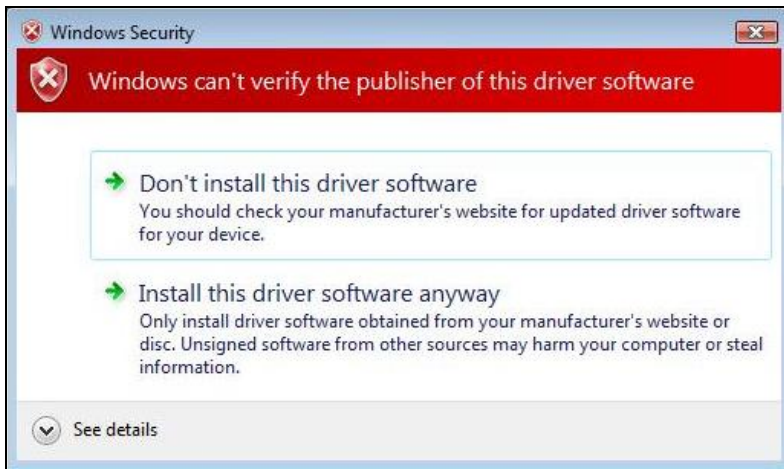 Windows Security
Windows can't verify the publisher of this driver software
Don't install this driver software
You should check your manufacturer's website for updated driver software
for your device.
Install this driver software anyway
Only install driver software obtained from your manufacturer's website or
disc. Unsigned software from other sources may harm your computer or steal
information.
See details